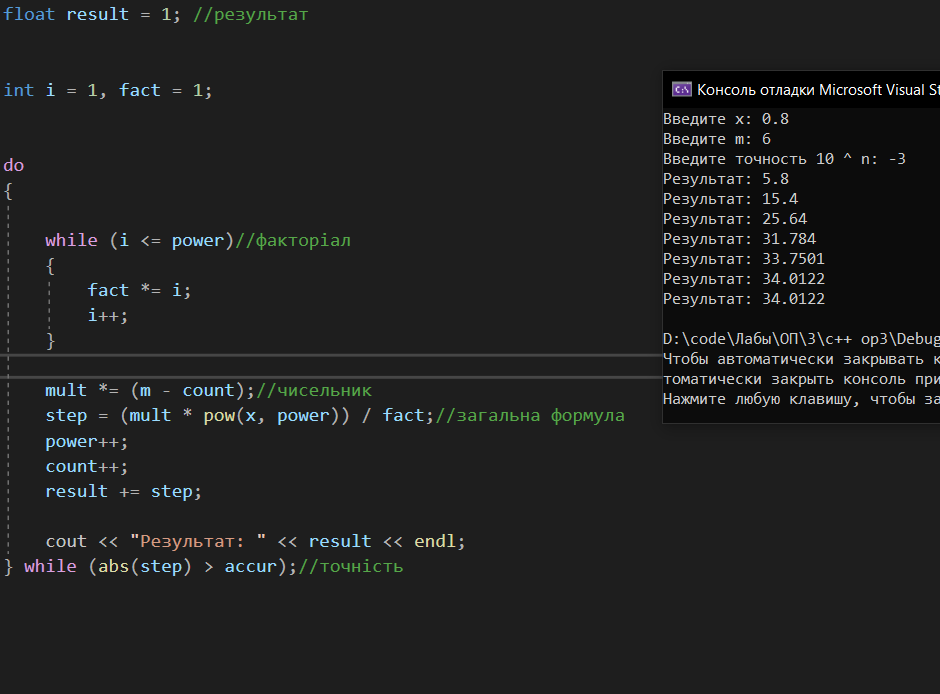 float result = 1; //результат
int i = 1, fact = 1;
do
{
while (i <= power)//факторіал
{
fact *= i;
i++;
}
mult *= (m - count);//чисельник
step = (mult * pow(x, power)) / fact;//загальна формула
power++;
count++;
result += step;
cout << "Результат: " << result << endl;
} while (abs(step) > accur);//точність
C:\ Консоль отладки Microsoft Visual St
Введите x: 0.8
Введите m: 6
Введите точность 10 ^ n: -3
Результат: 5.8
Результат: 15.4
Результат: 25.64
Результат: 31.784
Результат: 33.7501
Результат: 34.0122
Результат: 34.0122
D:\code\Лабы\ОП\3\c++ op3\Debug
Чтобы автоматически закрывать к
томатически закрыть консоль при
Нажмите любую клавишу, чтобы за